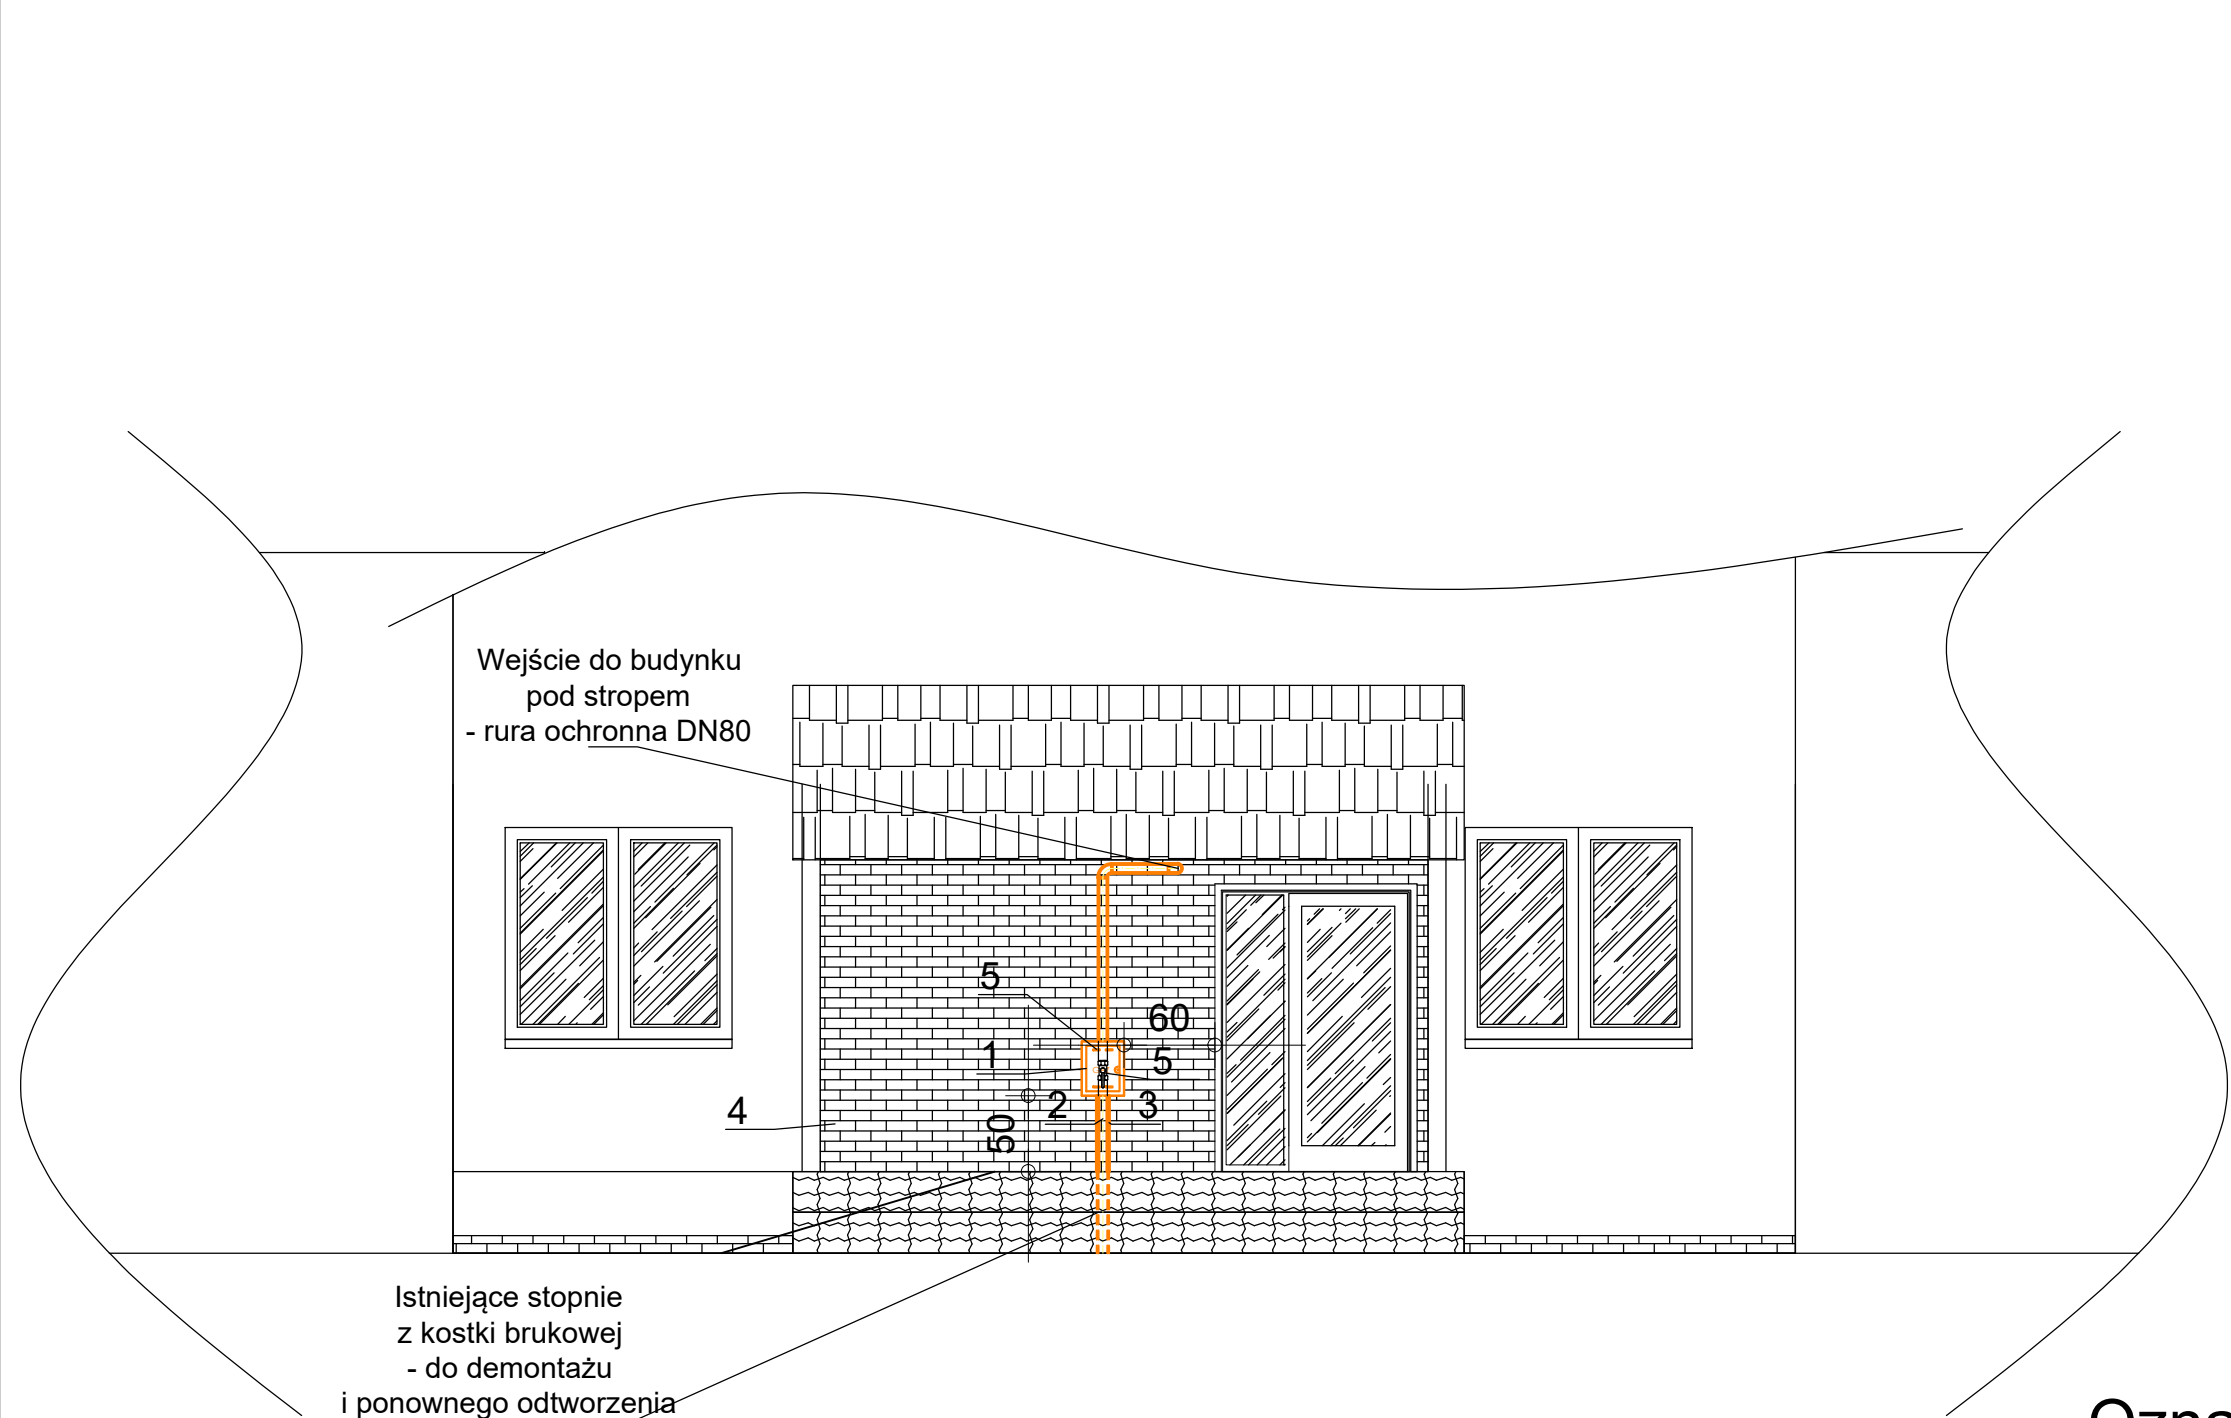 Wejście do budynku
pod stropem
- rura ochronna DN80
5
60
1
5
4
2
3
50
Istniejące stopnie
z kostki brukowej
- do demontażu
i ponownego odtworzenia